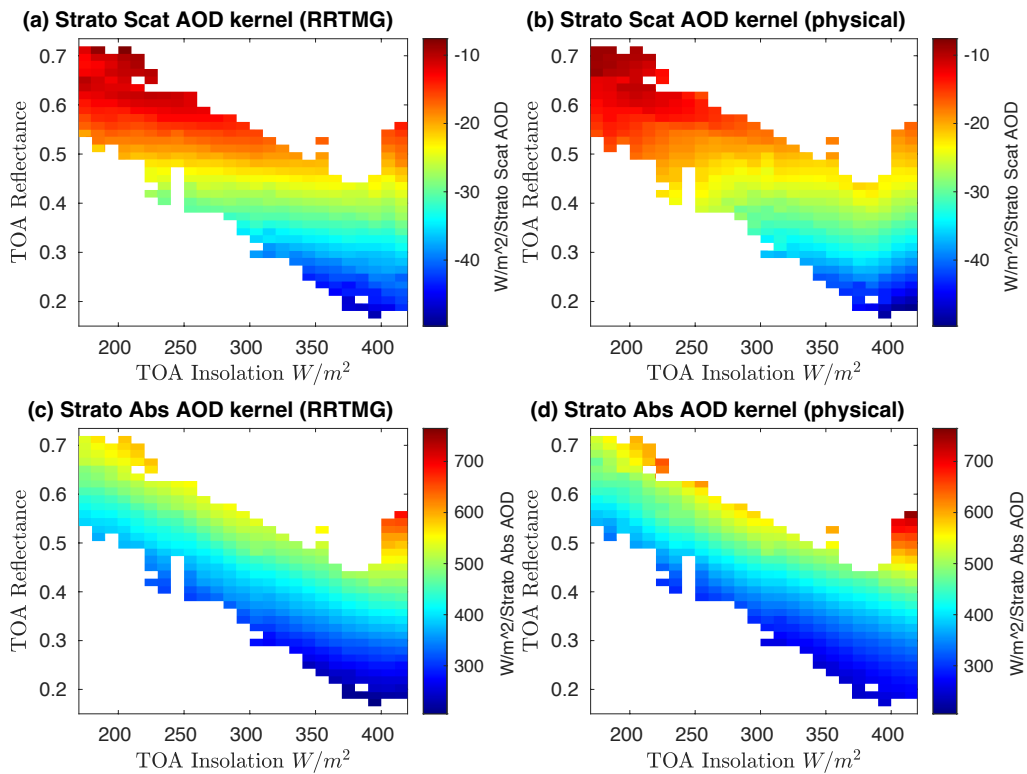 (a) Strato Scat AOD kernel (RRTMG)
0.7
0.6
0.5
0.4
0.3
0.2
TOA Reflectance
200 250 300 350 400
TOA Insolation W/m²
-10
-20
-30
-40
W/m^2/Strato Scat AOD
(b) Strato Scat AOD kernel (physical)
0.7
0.6
0.5
0.4
0.3
0.2
TOA Reflectance
200 250 300 350 400
TOA Insolation W/m²
-10
-20
-30
-40
W/m^2/Strato Scat AOD
(c) Strato Abs AOD kernel (RRTMG)
0.7
0.6
0.5
0.4
0.3
0.2
TOA Reflectance
200 250 300 350 400
TOA Insolation W/m²
700
600
500
400
300
W/m^2/Strato Abs AOD
(d) Strato Abs AOD kernel (physical)
0.7
0.6
0.5
0.4
0.3
0.2
TOA Reflectance
200 250 300 350 400
TOA Insolation W/m²
700
600
500
400
300
W/m^2/Strato Abs AOD